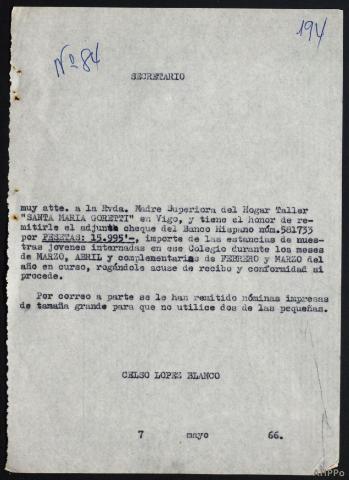 Nº 84
194
SECRETARIO
muy atte. a la Rvda. Madre Superiora del Hogar Taller
"SANTA MARIA GORETTI" en Vigo, y tiene el honor de re-
mitirle el adjunto cheque del Banco Hispano núm.581733
por PESETAS: 15.995'-, importe de las estancias de nues-
tras jovenes internadas en ese Colegio durante los meses
de MARZO, ABRIL y complementarias de FEBRERO y MARZO del
año en curso, rogándole acuse de recibo y conformidad si
procede.
Por correo a parte se le han remitido nóminas impresas
de tamaña grande para que no utilice dos de las pequeñas.
CELSO LOPEZ BLANCO
7 mayo 66.